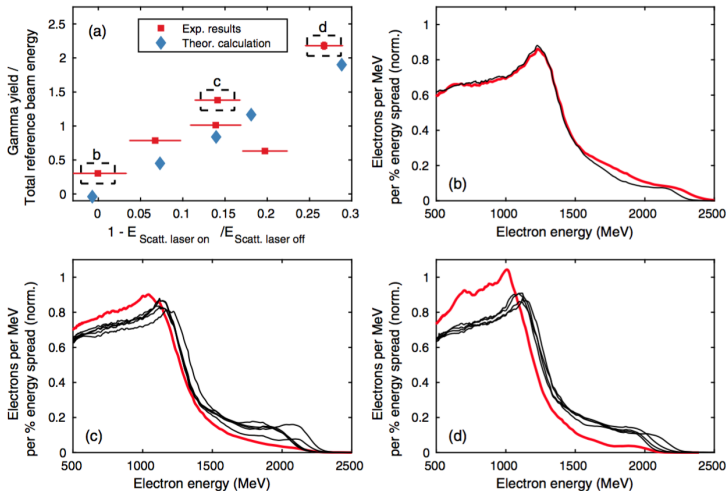 (a)
Exp. results
Theor. calculation
b
c
d
2.5
2
1.5
1
0.5
0
0
0.05
0.1
0.15
0.2
0.25
0.3
Gamma yield /
Total reference beam energy
1 - E Scatt. laser on /E Scatt. laser off
(b)
1
0.8
0.6
0.4
0.2
0
500
1000
1500
2000
2500
Electrons per MeV
per % energy spread (norm.)
Electron energy (MeV)
(c)
1
0.8
0.6
0.4
0.2
0
500
1000
1500
2000
2500
Electrons per MeV
per % energy spread (norm.)
Electron energy (MeV)
(d)
1
0.8
0.6
0.4
0.2
0
500
1000
1500
2000
2500
Electrons per MeV
per % energy spread (norm.)
Electron energy (MeV)